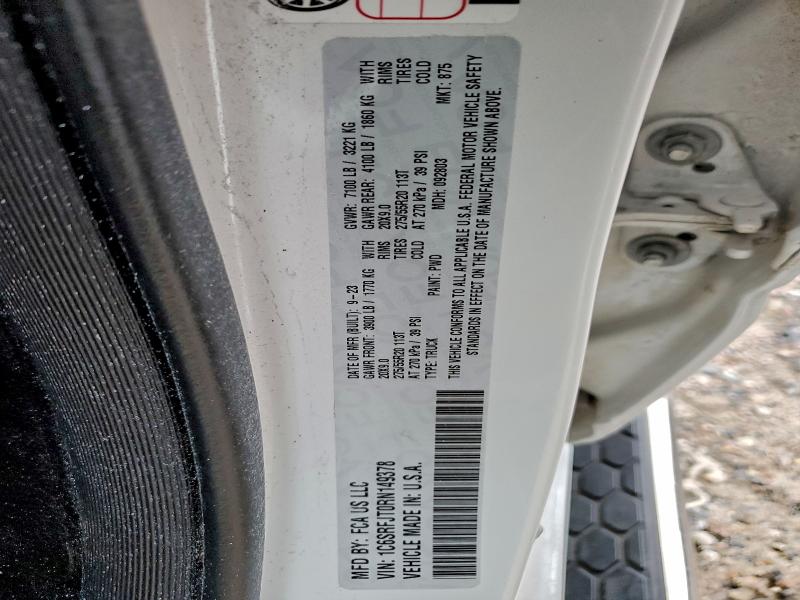 MFD BY: FCA US LLC
VIN: 1C6SRFJT0RN149378
VEHICLE MADE IN: U.S.A.
DATE OF MFR (BUILT): 9-23 GVWR: 7100 LB / 3221 KG
GAWR FRONT: 3900 LB / 1770 KG WITH GAWR REAR: 4100 LB / 1860 KG WITH
20X9.0 RIMS 20X9.0 RIMS
275/55R20 113T TIRES 275/55R20 113T TIRES
AT 270 kPa / 39 PSI COLD AT 270 kPa / 39 PSI COLD
TYPE: TRUCK PAINT: PWD MDH: 092803 MKT: 875
THIS VEHICLE CONFORMS TO ALL APPLICABLE U.S.A. FEDERAL MOTOR VEHICLE SAFETY
STANDARDS IN EFFECT ON THE DATE OF MANUFACTURE SHOWN ABOVE.